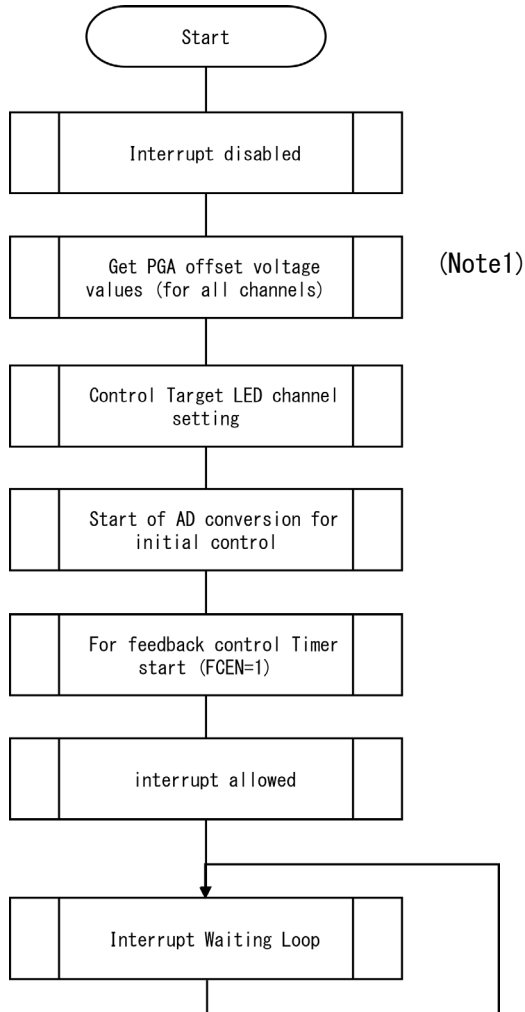 Start
Interrupt disabled
Get PGA offset voltage
values (for all channels)
(Note1)
Control Target LED channel
setting
Start of AD conversion for
initial control
For feedback control Timer
start (FCEN=1)
interrupt allowed
Interrupt Waiting Loop